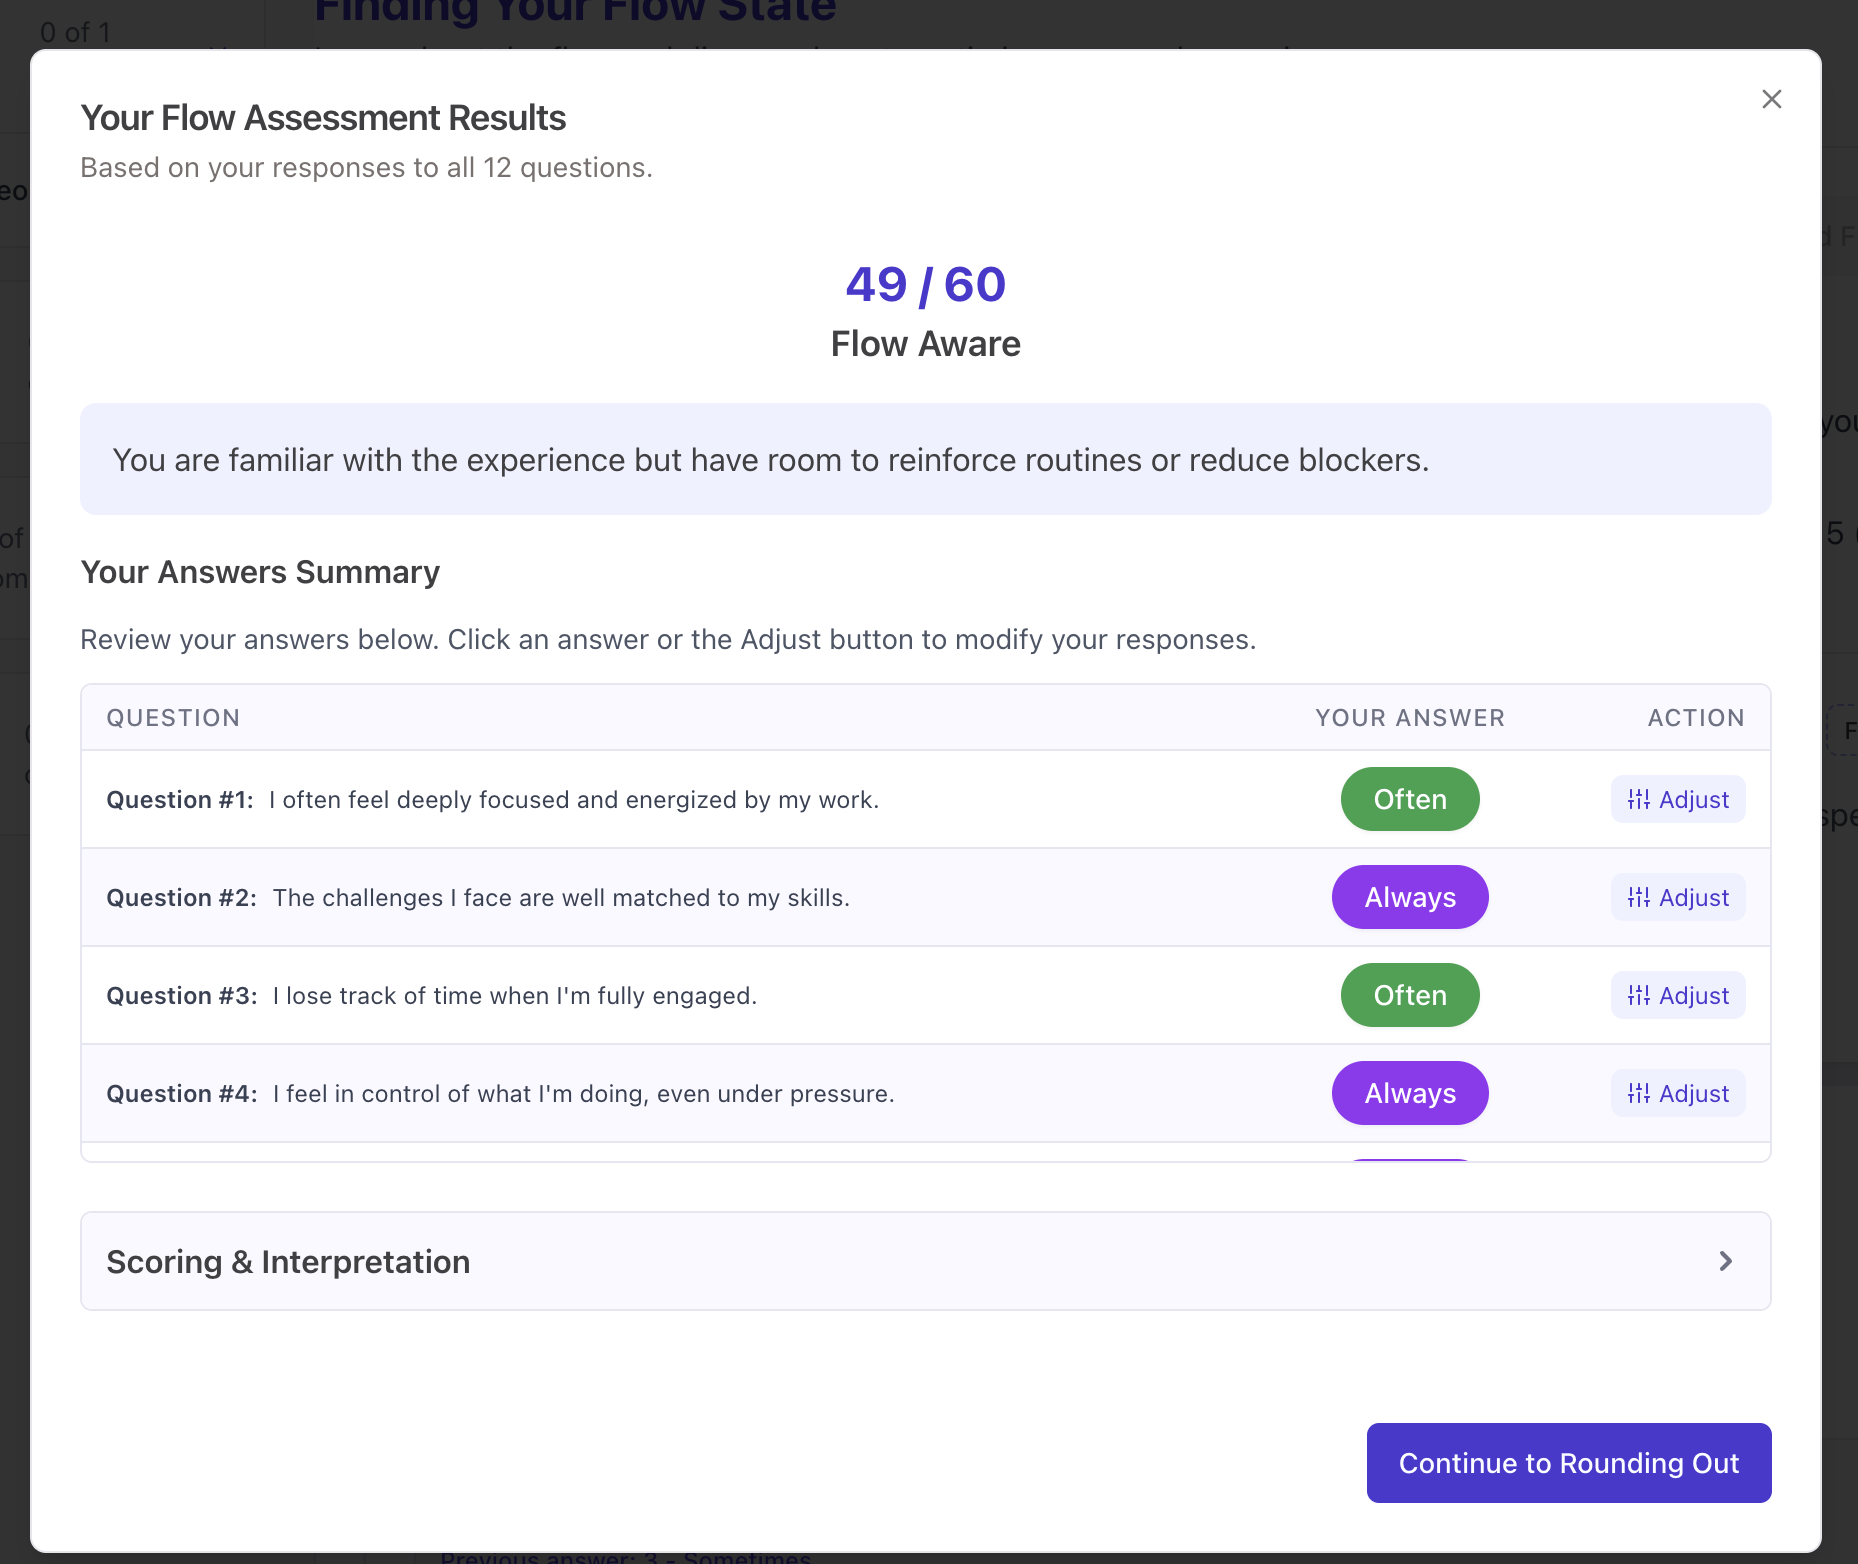 0 of 1
Finding Your Flow State
Your Flow Assessment Results
Based on your responses to all 12 questions.
49 / 60
Flow Aware
You are familiar with the experience but have room to reinforce routines or reduce blockers.
Your Answers Summary
Review your answers below. Click an answer or the Adjust button to modify your responses.
QUESTION YOUR ANSWER ACTION
Question #1: I often feel deeply focused and energized by my work. Often Adjust
Question #2: The challenges I face are well matched to my skills. Always Adjust
Question #3: I lose track of time when I'm fully engaged. Often Adjust
Question #4: I feel in control of what I'm doing, even under pressure. Always Adjust
Scoring & Interpretation
Continue to Rounding Out
Previous answer: 3 - Sometimes